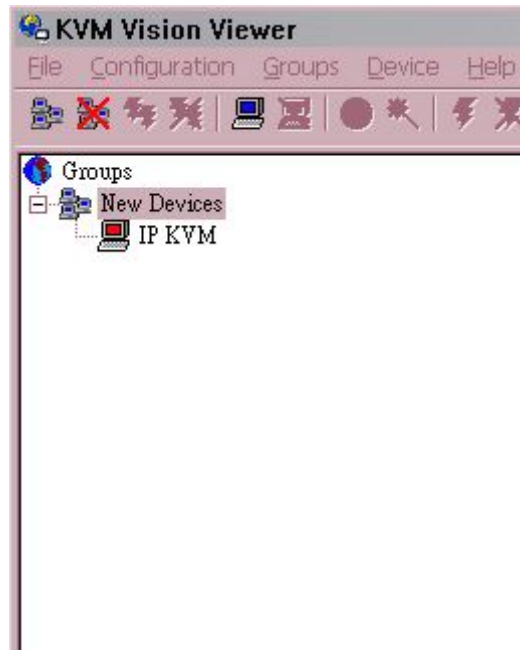 KVM Vision Viewer
File Configuration Groups Device Help
Groups
New Devices
IP KVM